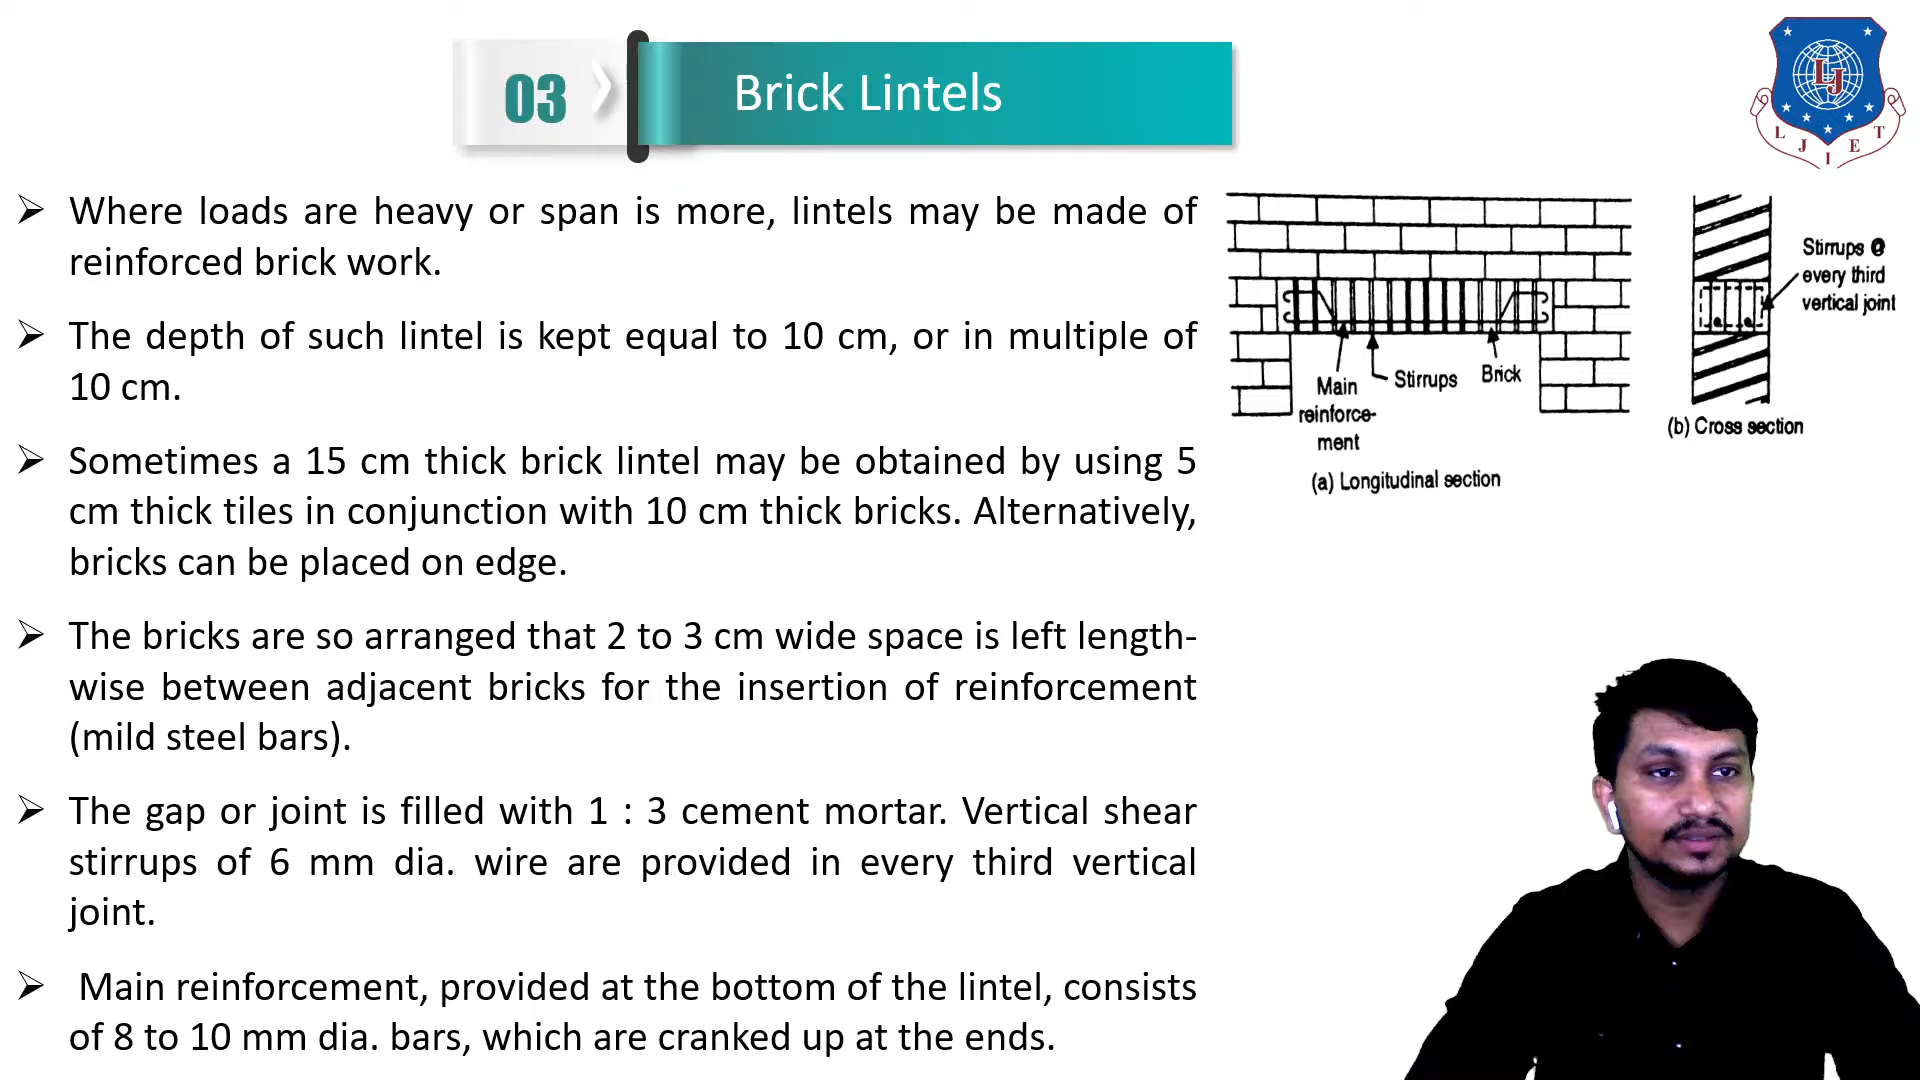 03
Brick Lintels
L J I E T
LJ
Where loads are heavy or span is more, lintels may be made of
reinforced brick work.
The depth of such lintel is kept equal to 10 cm, or in multiple of
10 cm.
Sometimes a 15 cm thick brick lintel may be obtained by using 5
cm thick tiles in conjunction with 10 cm thick bricks. Alternatively,
bricks can be placed on edge.
The bricks are so arranged that 2 to 3 cm wide space is left length-
wise between adjacent bricks for the insertion of reinforcement
(mild steel bars).
The gap or joint is filled with 1 : 3 cement mortar. Vertical shear
stirrups of 6 mm dia. wire are provided in every third vertical
joint.
Main reinforcement, provided at the bottom of the lintel, consists
of 8 to 10 mm dia. bars, which are cranked up at the ends.
Main
reinforce-
ment
Stirrups
Brick
(a) Longitudinal section
Stirrups @
every third
vertical joint
(b) Cross section